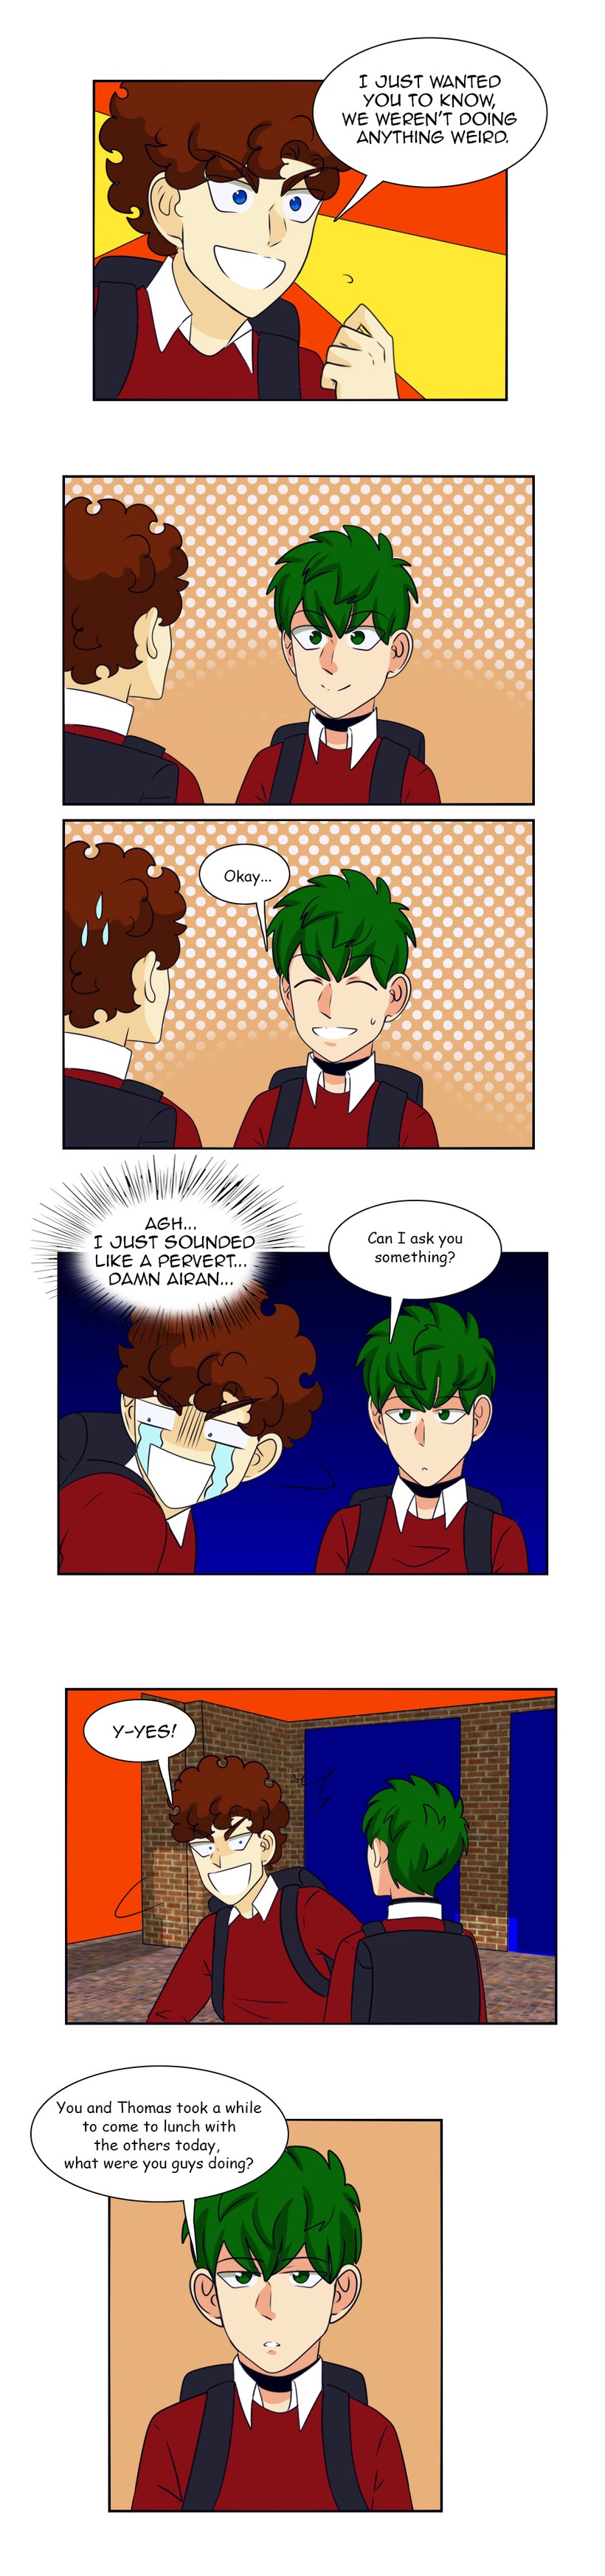 I JUST WANTED
YOU TO KNOW,
WE WEREN'T DOING
ANYTHING WEIRD.
Okay...
AGH...
I JUST SOUNDED
LIKE A PERVERT...
DAMN AIRAN...
Can I ask you
something?
Y-YES!
You and Thomas took a while
to come to lunch with
the others today,
what were you guys doing?